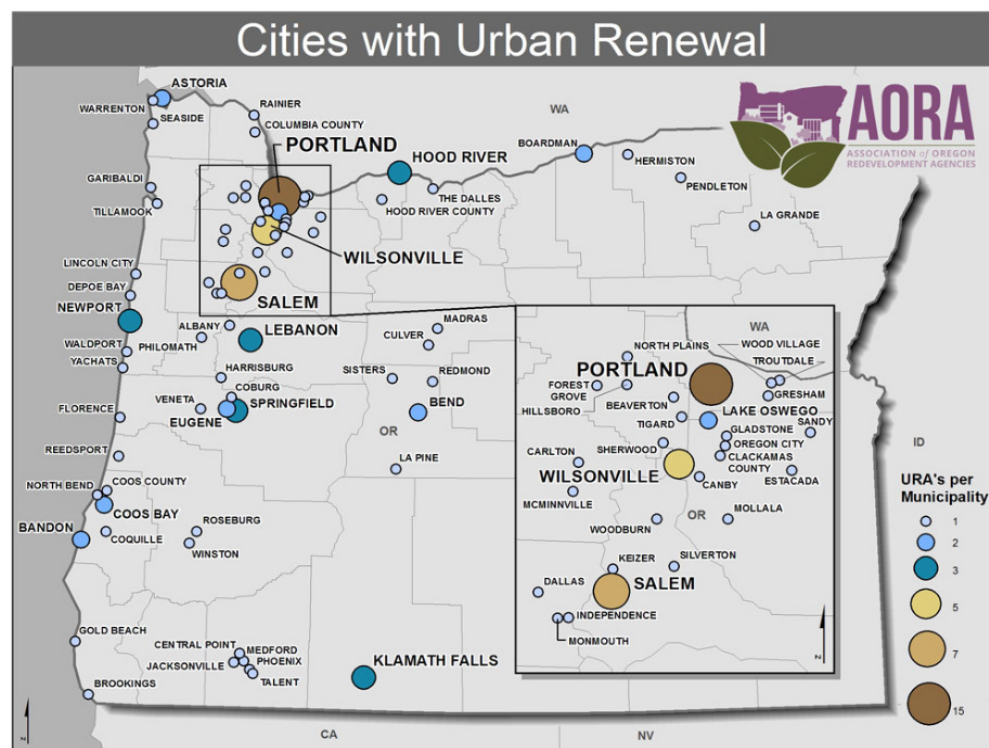 Cities with Urban Renewal
ASTORIA
WARRENTON
SEASIDE
RAINIER
COLUMBIA COUNTY
WA
PORTLAND
HOOD RIVER
BOARDMAN
HERMISTON
PENDLETON
LA GRANDE
AORA
ASSOCIATION of OREGON
REDEVELOPMENT AGENCIES
GARIBALDI
TILLAMOOK
THE DALLES
HOOD RIVER COUNTY
WILSONVILLE
LINCOLN CITY
DEPOE BAY
NEWPORT
SALEM
ALBANY
LEBANON
MADRAS
CULVER
WALDPORT
PHILOMATH
YACHATS
HARRISBURG
SISTERS
REDMOND
COBURG
VENETA
SPRINGFIELD
EUGENE
BEND
FLORENCE
OR
REEDSPORT
LA PINE
NORTH BEND
COOS COUNTY
COOS BAY
BANDON
COQUILLE
ROSEBURG
WINSTON
GOLD BEACH
CENTRAL POINT
MEDFORD
JACKSONVILLE
PHOENIX
TALENT
KLAMATH FALLS
BROOKINGS
CA
NV
ID
N
WA
NORTH PLAINS
WOOD VILLAGE
TROUTDALE
PORTLAND
FOREST
GROVE
HILLSBORO
BEAVERTON
GRESHAM
TIGARD
LAKE OSWEGO
GLADSTONE
SANDY
SHERWOOD
OREGON CITY
CARLTON
CLACKAMAS
COUNTY
WILSONVILLE
ESTACADA
CANBY
MCMINNVILLE
WOODBURN
OR
MOLLALA
KEIZER
SILVERTON
DALLAS
SALEM
INDEPENDENCE
MONMOUTH
N
URA's per
Municipality
1
2
3
5
7
15